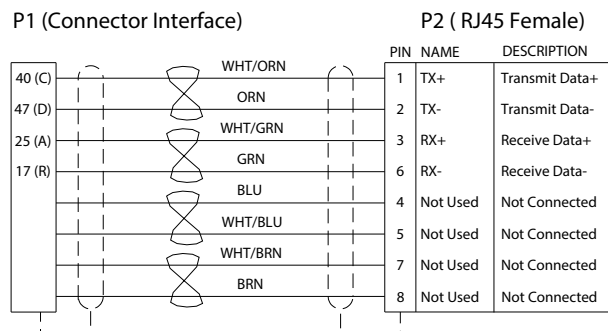 P1 (Connector Interface) P2 ( RJ45 Female)
PIN NAME DESCRIPTION
40 (C) WHT/ORN 1 TX+ Transmit Data+
47 (D) ORN 2 TX- Transmit Data-
25 (A) WHT/GRN 3 RX+ Receive Data+
17 (R) GRN 6 RX- Receive Data-
BLU 4 Not Used Not Connected
WHT/BLU 5 Not Used Not Connected
WHT/BRN 7 Not Used Not Connected
BRN 8 Not Used Not Connected